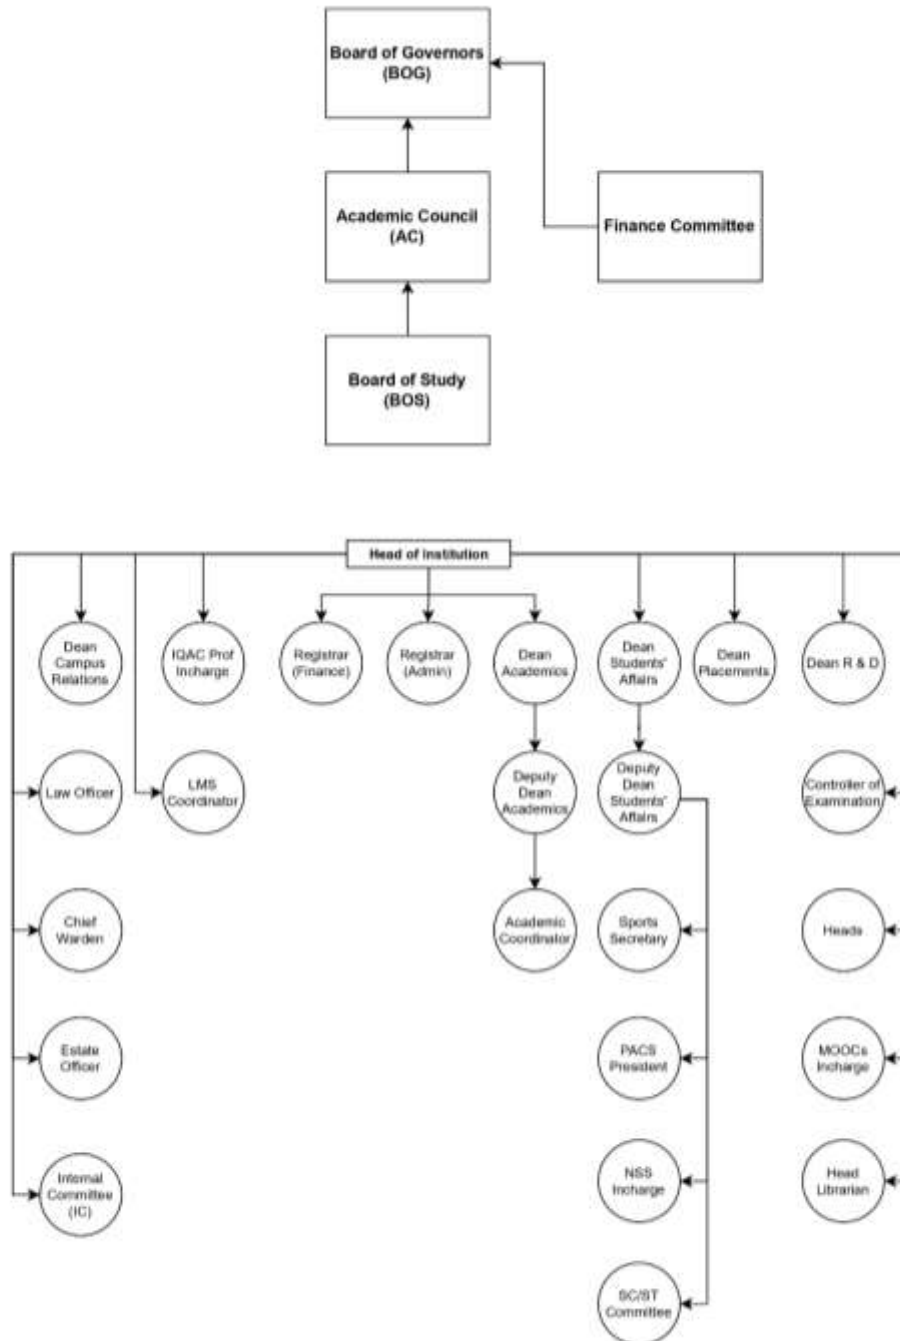 Board of Governors
(BOG)
Academic Council
(AC)
Finance Committee
Board of Study
(BOS)
Head of Institution
Dean
Campus
Relations
IQAC Prof
Incharge
Registrar
(Finance)
Registrar
(Admin)
Dean
Academics
Dean
Students'
Affairs
Dean
Placements
Dean R & D
Law Officer
LMS
Coordinator
Deputy
Dean
Academics
Deputy
Dean
Students'
Affairs
Controller of
Examination
Chief
Warden
Academic
Coordinator
Sports
Secretary
Heads
Estate
Officer
PACS
President
MOOCs
Incharge
Internal
Committee
(IC)
NSS
Incharge
Head
Librarian
SC/ST
Committee